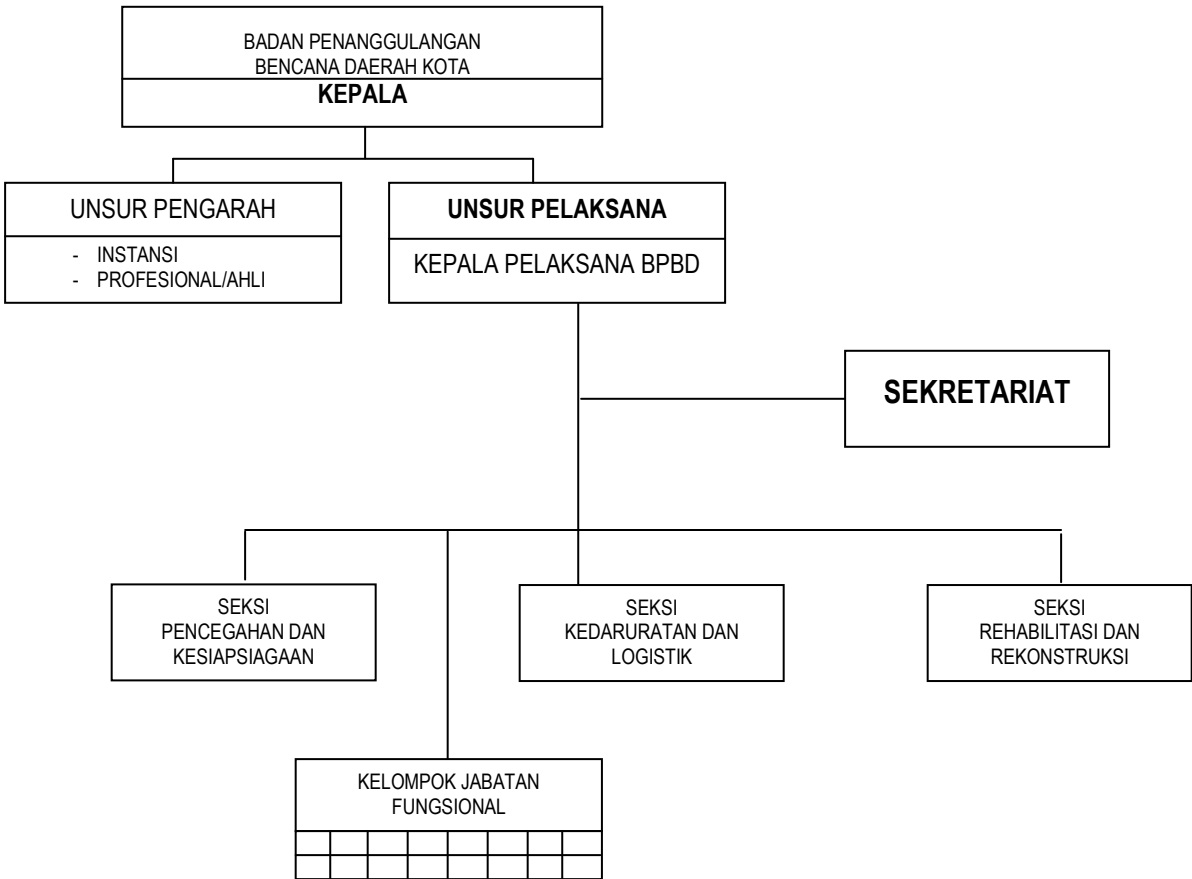 BADAN PENANGGULANGAN
BENCANA DAERAH KOTA
KEPALA
UNSUR PENGARAH
- INSTANSI
- PROFESIONAL/AHLI
UNSUR PELAKSANA
KEPALA PELAKSANA BPBD
SEKRETARIAT
SEKSI
PENCEGAHAN DAN
KESIAPSIAGAAN
SEKSI
KEDARURATAN DAN
LOGISTIK
SEKSI
REHABILITASI DAN
REKONSTRUKSI
KELOMPOK JABATAN
FUNGSIONAL